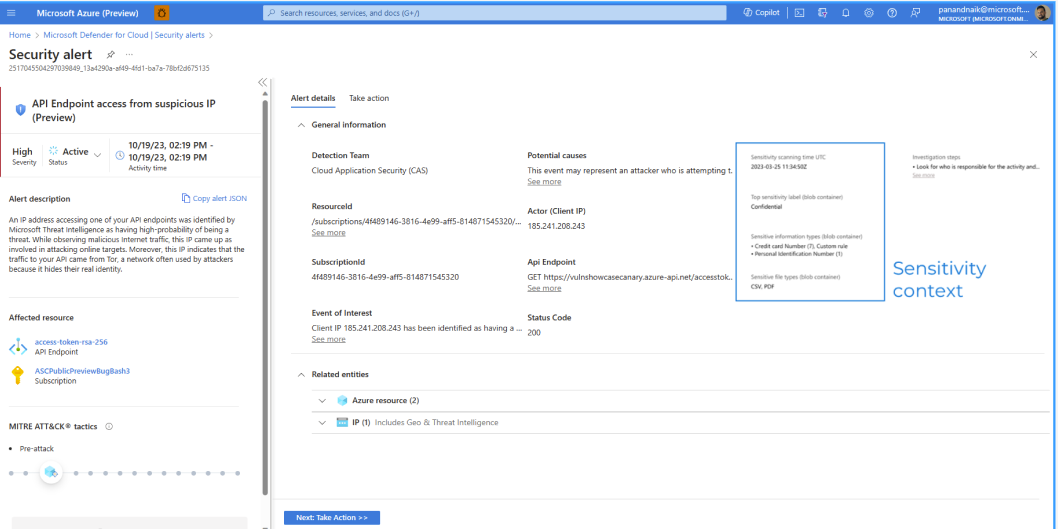 Microsoft Azure (Preview)
Search resources, services, and docs (G+/)
Copilot
panandnaik@microsoft....
MICROSOFT (MICROSOFT.ONMI...
Home > Microsoft Defender for Cloud | Security alerts >
Security alert
2517045504297039849_13a4290a-af49-4fd1-ba7a-78bf2d675135
API Endpoint access from suspicious IP
(Preview)
High
Severity
Active
Status
10/19/23, 02:19 PM -
10/19/23, 02:19 PM
Activity time
Alert description
Copy alert JSON
An IP address accessing one of your API endpoints was identified by
Microsoft Threat Intelligence as having high-probability of being a
threat. While observing malicious Internet traffic, this IP came up as
involved in attacking online targets. Moreover, this IP indicates that the
traffic to your API came from Tor, a network often used by attackers
because it hides their real identity.
Affected resource
access-token-rsa-256
API Endpoint
ASCPublicPreviewBugBash3
Subscription
MITRE ATT&CK® tactics
• Pre-attack
Alert details
Take action
General information
Detection Team
Cloud Application Security (CAS)
ResourceId
/subscriptions/4f489146-3816-4e99-aff5-814871545320/...
See more
SubscriptionId
4f489146-3816-4e99-aff5-814871545320
Event of Interest
Client IP 185.241.208.243 has been identified as having a ...
See more
Potential causes
This event may represent an attacker who is attempting t.
See more
Actor (Client IP)
185.241.208.243
Api Endpoint
GET https://vulnshowcasecanary.azure-api.net/accesstok..
See more
Status Code
200
Sensitivity scanning time UTC
2023-03-25 11:34:50Z
Top sensitivity label (blob container)
Confidential
Sensitive information types (blob container)
• Credit card Number (7), Custom rule
• Personal Identification Number (1)
Sensitive file types (blob container)
CSV, PDF
Investigation steps
• Look for who is responsible for the activity and...
See more
Sensitivity
context
Related entities
Azure resource (2)
IP (1) Includes Geo & Threat Intelligence
Next: Take Action >>